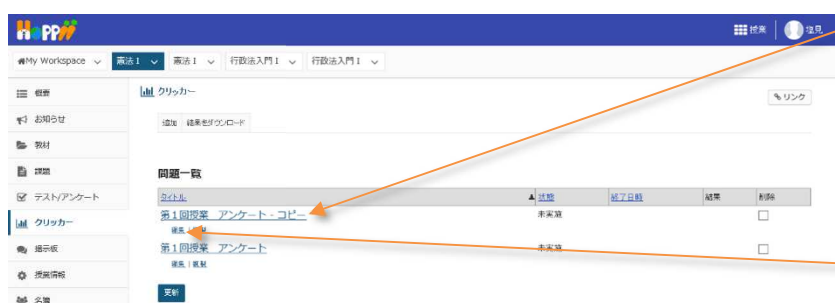 Hoppii
授業
塩見
My Workspace 憲法Ⅰ 憲法Ⅰ 行政法入門Ⅰ 行政法入門Ⅰ
概要
クリッカー
リンク
お知らせ
追加 結果をダウンロード
教材
課題
問題一覧
テスト/アンケート
タイトル 状態 終了日時 結果 削除
クリッカー
第1回授業 アンケート - コピー 未実施
編集 |
掲示板
第1回授業 アンケート 未実施
編集 | 複製
授業情報
名簿
更新